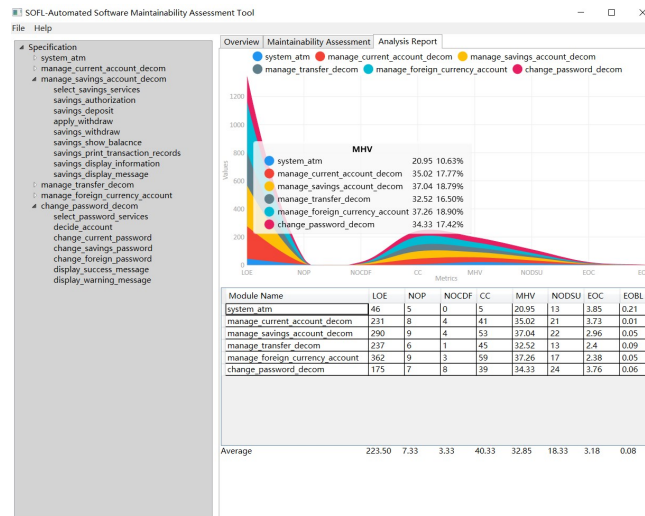 SOFL-Automated Software Maintainability Assessment Tool
File Help
Specification
system_atm
manage_current_account_decom
manage_savings_account_decom
select_savings_services
savings_authorization
savings_deposit
apply_withdraw
savings_withdraw
savings_show_balacnce
savings_print_transaction_records
savings_display_information
savings_display_message
manage_transfer_decom
manage_foreign_currency_account
change_password_decom
select_password_services
decide_account
change_current_password
change_savings_password
change_foreign_password
display_success_message
display_warning_message
Overview Maintainability Assessment Analysis Report
system_atm manage_current_account_decom manage_savings_account_decom
manage_transfer_decom manage_foreign_currency_account change_password_decom
1200
1000
800
600
400
200
0
Values
MHV
system_atm 20.95 10.63%
manage_current_account_decom 35.02 17.77%
manage_savings_account_decom 37.04 18.79%
manage_transfer_decom 32.52 16.50%
manage_foreign_currency_account 37.26 18.90%
change_password_decom 34.33 17.42%
LOE NOP NOCDF CC MHV NODSU EOC
Metrics
Module Name LOE NOP NOCDF CC MHV NODSU EOC EOBL
system_atm 46 5 0 5 20.95 13 3.85 0.21
manage_current_account_decom 231 8 4 41 35.02 21 3.73 0.01
manage_savings_account_decom 290 9 4 53 37.04 22 2.96 0.05
manage_transfer_decom 237 6 1 45 32.52 13 2.4 0.09
manage_foreign_currency_account 362 9 3 59 37.26 17 2.38 0.05
change_password_decom 175 7 8 39 34.33 24 3.76 0.06
Average 223.50 7.33 3.33 40.33 32.85 18.33 3.18 0.08